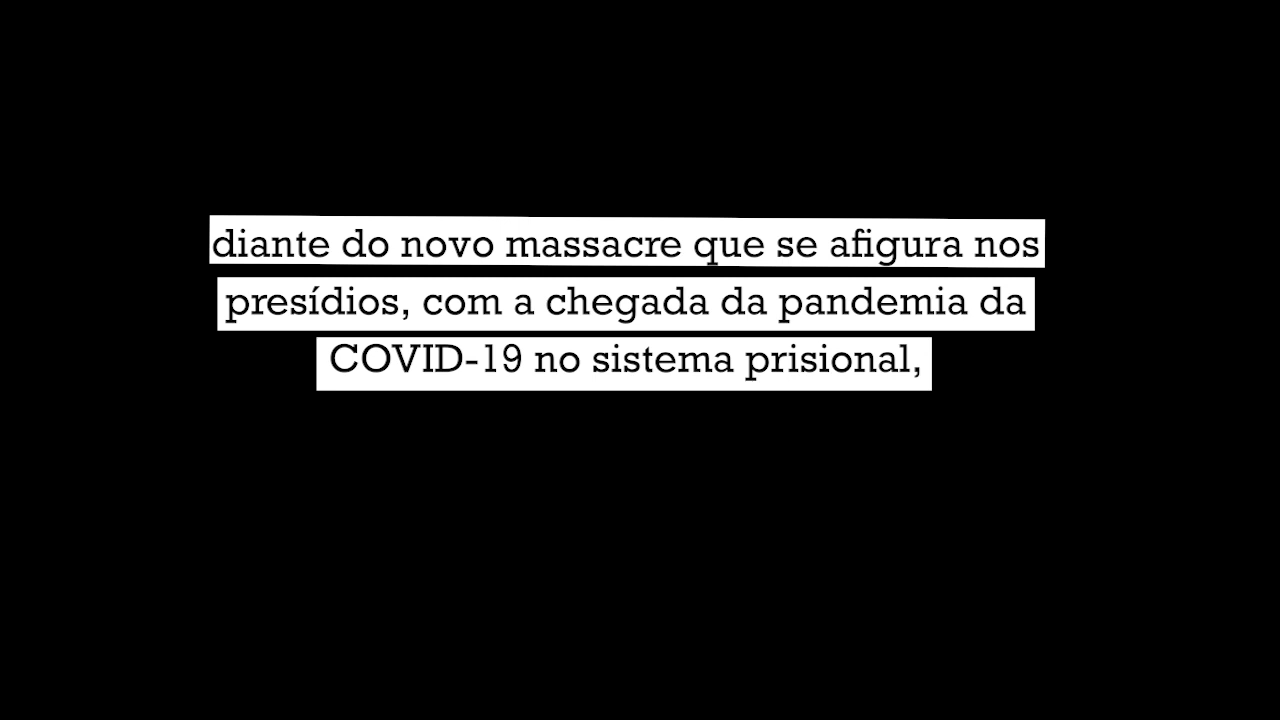 diante do novo massacre que se afigura nos
presídios, com a chegada da pandemia da
COVID-19 no sistema prisional,